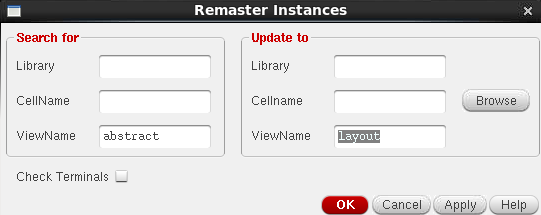 Remaster Instances
Search for
Update to
Library
Library
CellName
Cellname
Browse
ViewName abstract
ViewName layout
Check Terminals
OK Cancel Apply Help